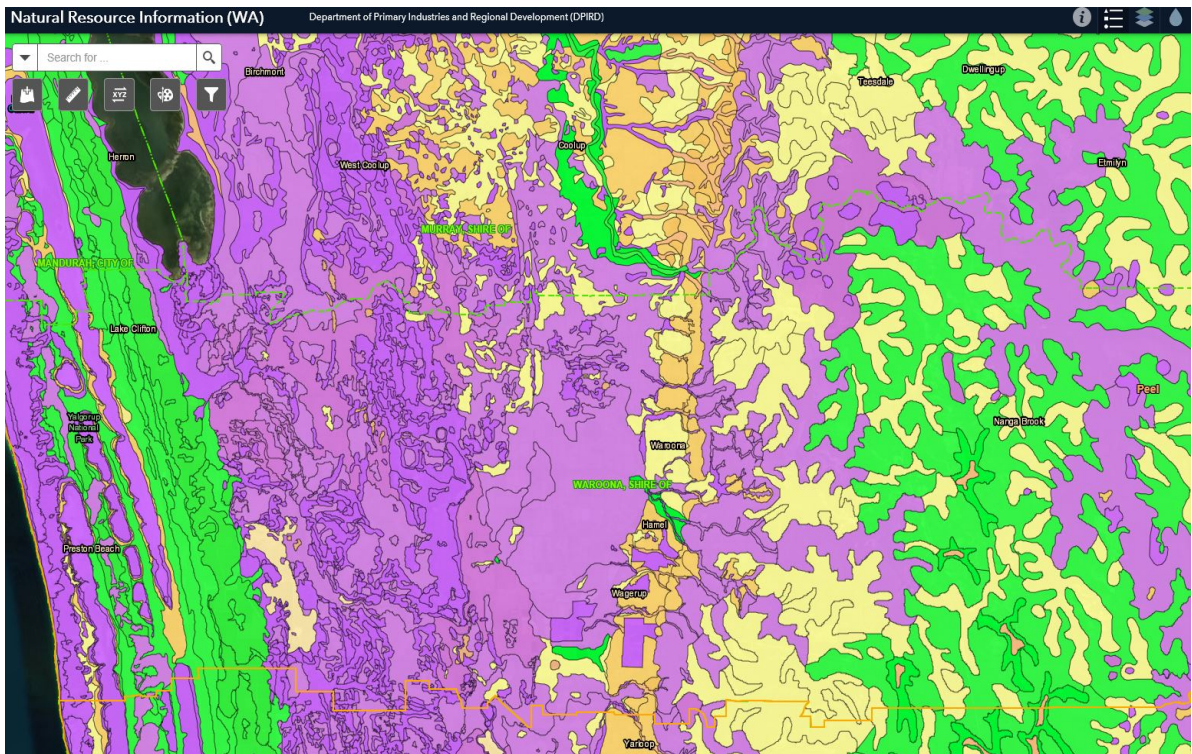 Natural Resource Information (WA)
Department of Primary Industries and Regional Development (DPIRD)
Search for ...
XYZ
Birchmont
Teesdale
Dwellingup
Herron
West Coolup
Coolup
Etmilyn
MURRAY, SHIRE OF
MANDURAH, CITY OF
Lake Clifton
Peel
Yalgorup
National
Park
Nanga Brook
Waroona
WAROONA, SHIRE OF
Hamel
Preston Beach
Wagerup
Yarloop